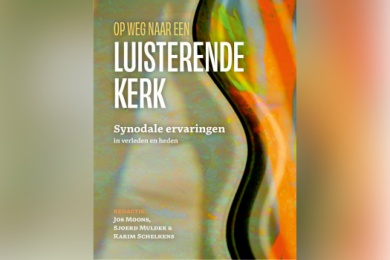 OP WEG NAAR EEN
LUISTERENDE
KERK
Synodale ervaringen
in verleden en heden
REDACTIE
JOS MOONS,
SJOERD MULDER &
KARIM SCHELKENS